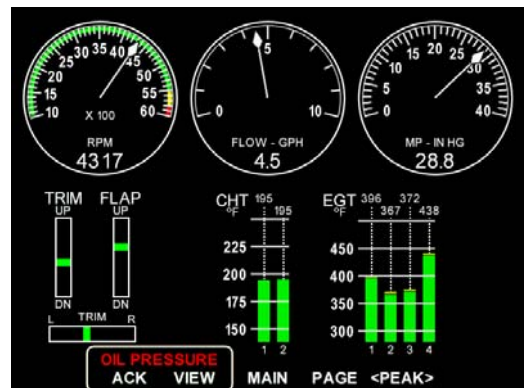 10 15 20 25 30 35 40 45 50 55 60
X 100
RPM
4317
0 5 10
FLOW - GPH
4.5
0 5 10 15 20 25 30 35 40
MP - IN HG
28.8
TRIM FLAP
UP UP
DN DN
L TRIM R
CHT 195
°F 195
225
200
175
150
1 2
EGT 396 372
°F 367 438
450
400
350
300
1 2 3 4
OIL PRESSURE
ACK VIEW MAIN PAGE <PEAK>